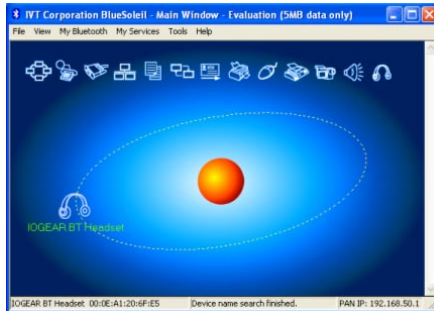 IVT Corporation BlueSoleil - Main Window - Evaluation (5MB data only)
File View My Bluetooth My Services Tools Help
IOGEAR BT Headset
IOGEAR BT Headset 00:0E:A1:20:6F:E5 Device name search finished. PAN IP: 192.168.50.1